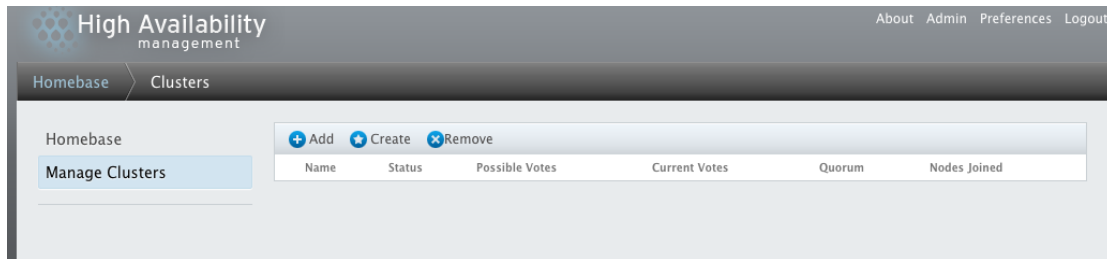 High Availability
management
About Admin Preferences Logout
Homebase Clusters
Homebase
Manage Clusters
Add Create Remove
Name Status Possible Votes Current Votes Quorum Nodes Joined